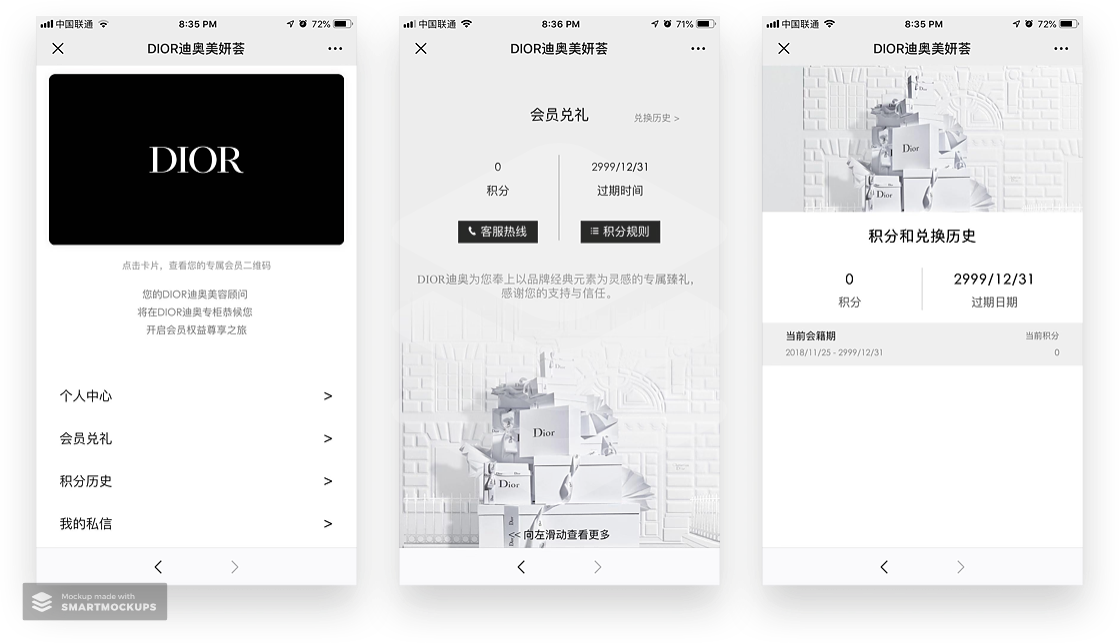 中国联通
8:35 PM
72%
DIOR迪奥美妍荟
DIOR
点击卡片，查看您的专属会员二维码
您的DIOR迪奥美容顾问
将在DIOR迪奥专柜恭候您
开启会员权益尊享之旅
个人中心 >
会员兑礼 >
积分历史 >
我的私信 >
中国联通
8:36 PM
71%
DIOR迪奥美妍荟
会员兑礼
兑换历史 >
0
2999/12/31
积分
过期时间
客服热线
积分规则
DIOR迪奥为您奉上以品牌经典元素为灵感的专属臻礼，
感谢您的支持与信任。
Dior
Dior
Dior
<< 向左滑动查看更多
中国联通
8:35 PM
72%
DIOR迪奥美妍荟
Dior
Dior
积分和兑换历史
0
2999/12/31
积分
过期日期
当前会籍期
当前积分
2018/11/25 - 2999/12/31
0
Mockup made with
SMARTMOCKUPS